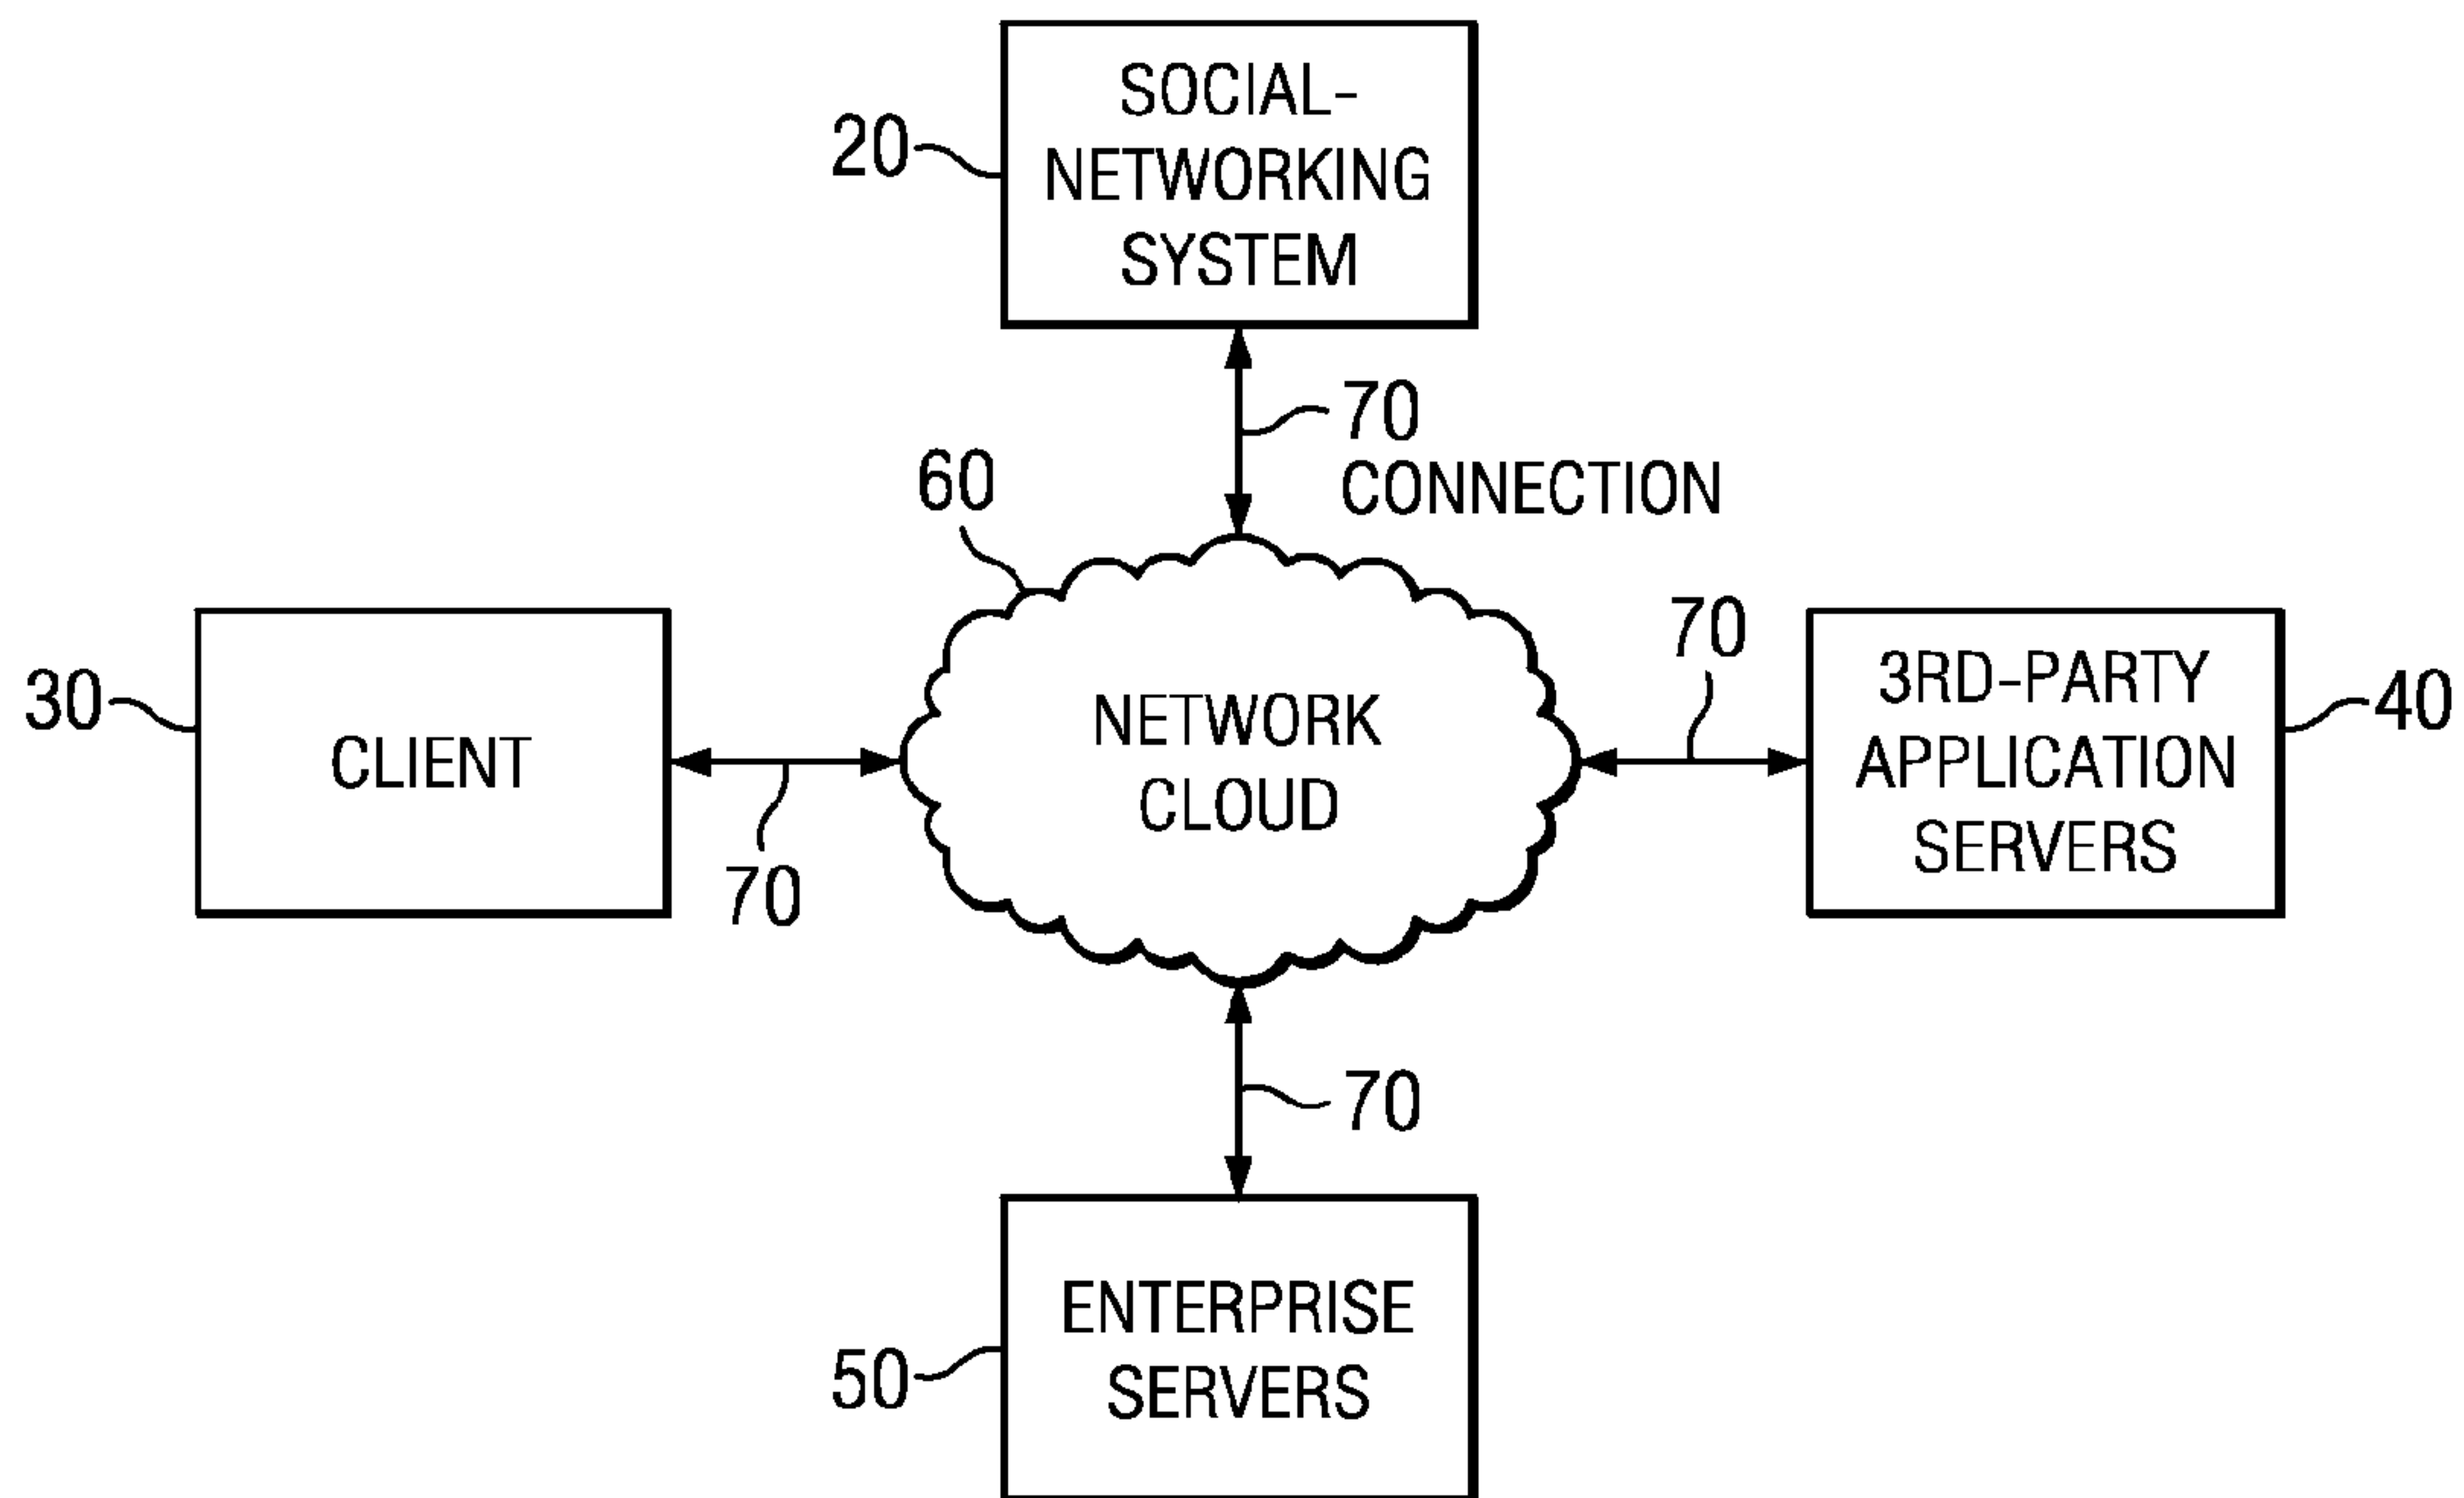 SOCIAL-
NETWORKING
SYSTEM
20
70
CONNECTION
60
30
CLIENT
70
NETWORK
CLOUD
70
3RD-PARTY
APPLICATION
SERVERS
40
70
ENTERPRISE
SERVERS
50